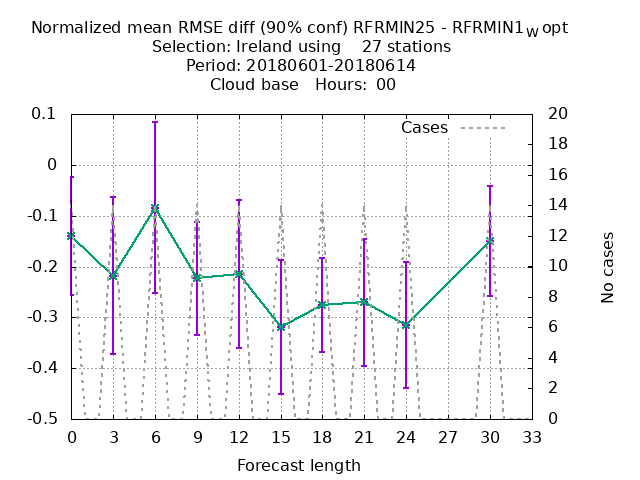 Normalized mean RMSE diff (90% conf) RFRMIN25 - RFRMIN1W opt
Selection: Ireland using 27 stations
Period: 20180601-20180614
Cloud base Hours: 00
Cases
0.1
0
-0.1
-0.2
-0.3
-0.4
-0.5
20
18
16
14
12
10
8
6
4
2
0
No cases
0 3 6 9 12 15 18 21 24 27 30 33
Forecast length